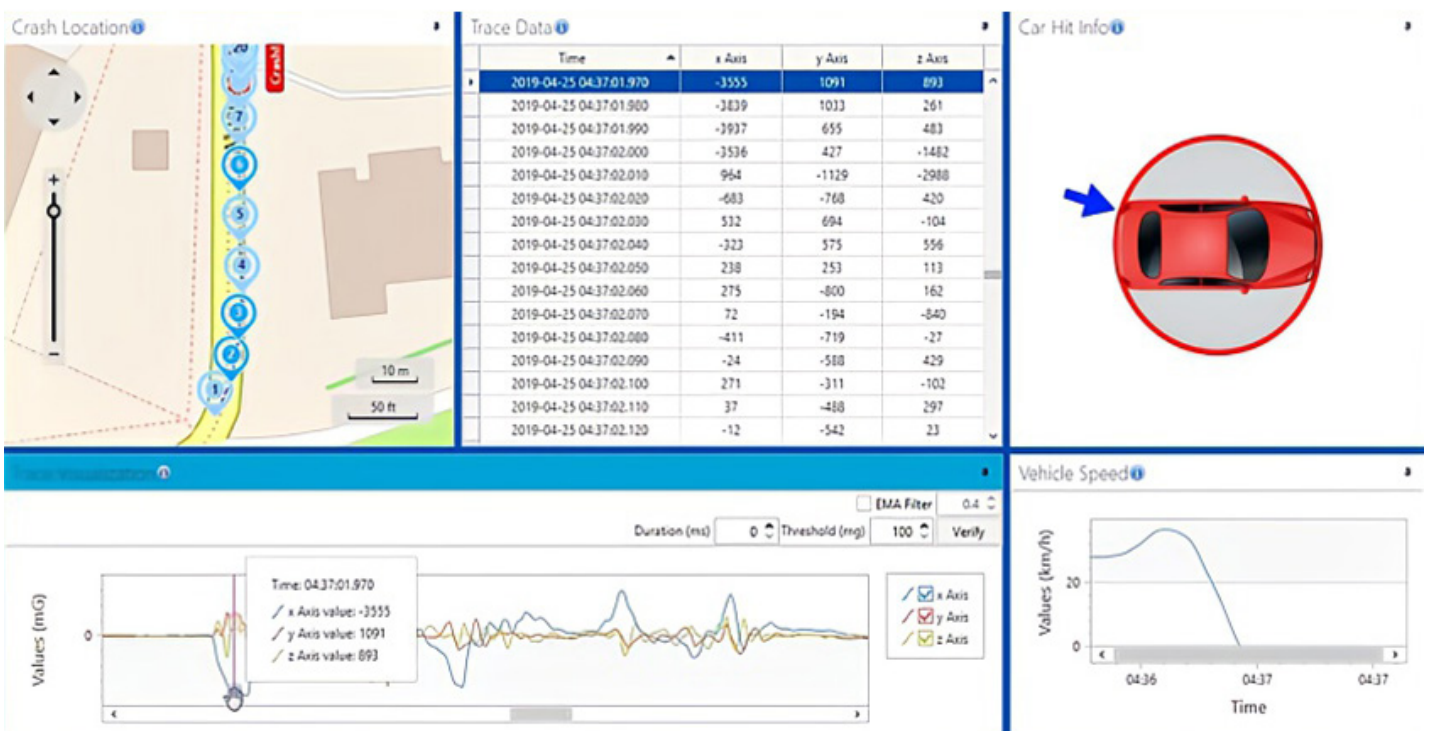 Crash Location
20
Crash!
7
6
5
4
3
2
1
+
-
10 m
50 ft
Trace Data
Time x Axis y Axis z Axis
2019-04-25 04:37:01.970 -3555 1091 893
2019-04-25 04:37:01.980 -3839 1033 261
2019-04-25 04:37:01.990 -3937 655 483
2019-04-25 04:37:02.000 -3536 427 -1482
2019-04-25 04:37:02.010 964 -1129 -2988
2019-04-25 04:37:02.020 -683 -768 420
2019-04-25 04:37:02.030 532 694 -104
2019-04-25 04:37:02.040 -323 575 556
2019-04-25 04:37:02.050 238 253 113
2019-04-25 04:37:02.060 275 -800 162
2019-04-25 04:37:02.070 72 -194 -840
2019-04-25 04:37:02.080 -411 -719 -27
2019-04-25 04:37:02.090 -24 -588 429
2019-04-25 04:37:02.100 271 -311 -102
2019-04-25 04:37:02.110 37 -488 297
2019-04-25 04:37:02.120 -12 -542 23
Car Hit Info
Trace Visualization
EMA Filter 0.4
Duration (ms) 0 Threshold (mg) 100 Verify
Values (mG)
0
Time: 04:37:01.970
x Axis value: -3555
y Axis value: 1091
z Axis value: 893
x Axis
y Axis
z Axis
Vehicle Speed
Values (km/h)
20
0
04:36 04:37 04:37
Time